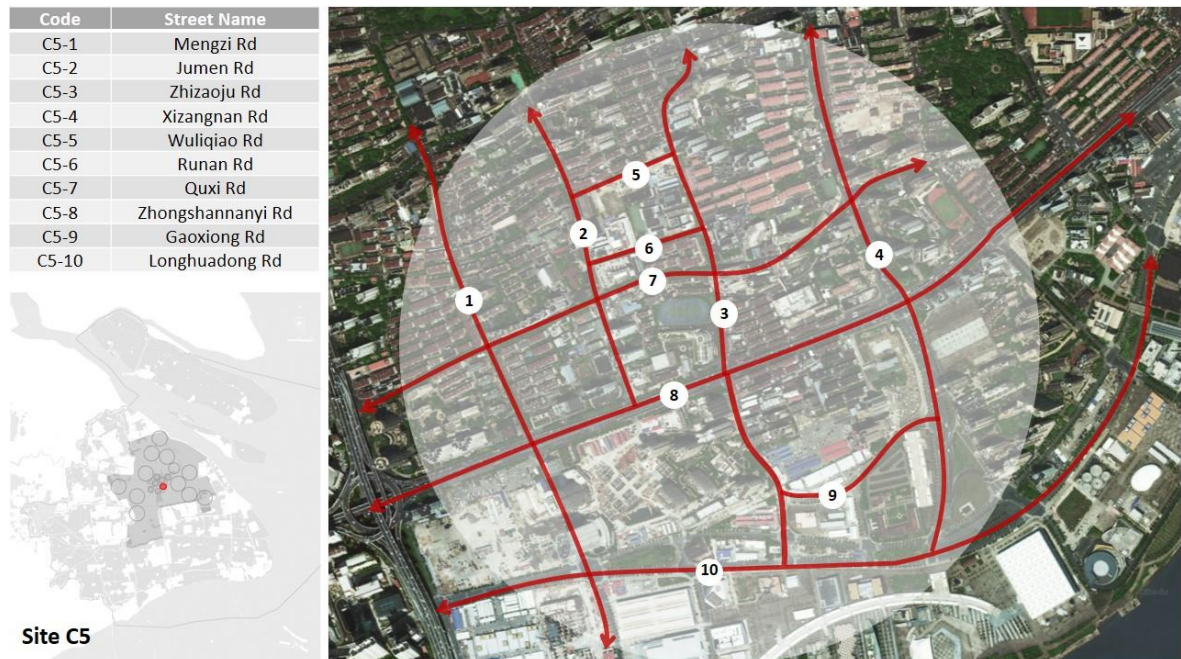 Code Street Name
C5-1 Mengzi Rd
C5-2 Jumen Rd
C5-3 Zhizaoju Rd
C5-4 Xizangnan Rd
C5-5 Wuliqiao Rd
C5-6 Runan Rd
C5-7 Quxi Rd
C5-8 Zhongshannanyi Rd
C5-9 Gaoxiong Rd
C5-10 Longhuadong Rd
Site C5
5
2
6
4
7
1
3
8
9
10